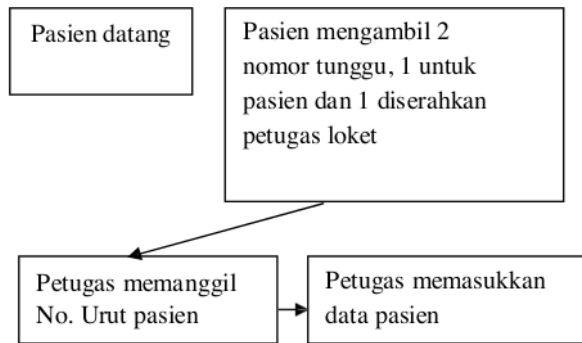 Pasien datang
Pasien mengambil 2
nomor tunggu, 1 untuk
pasien dan 1 diserahkan
petugas loket
Petugas memanggil
No. Urut pasien
Petugas memasukkan
data pasien